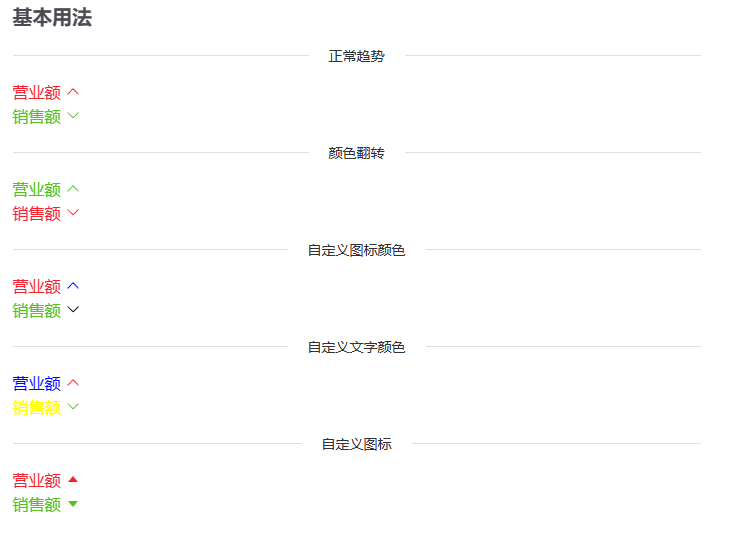 基本用法
正常趋势
营业额
销售额
颜色翻转
营业额
销售额
自定义图标颜色
营业额
销售额
自定义文字颜色
营业额
销售额
自定义图标
营业额
销售额